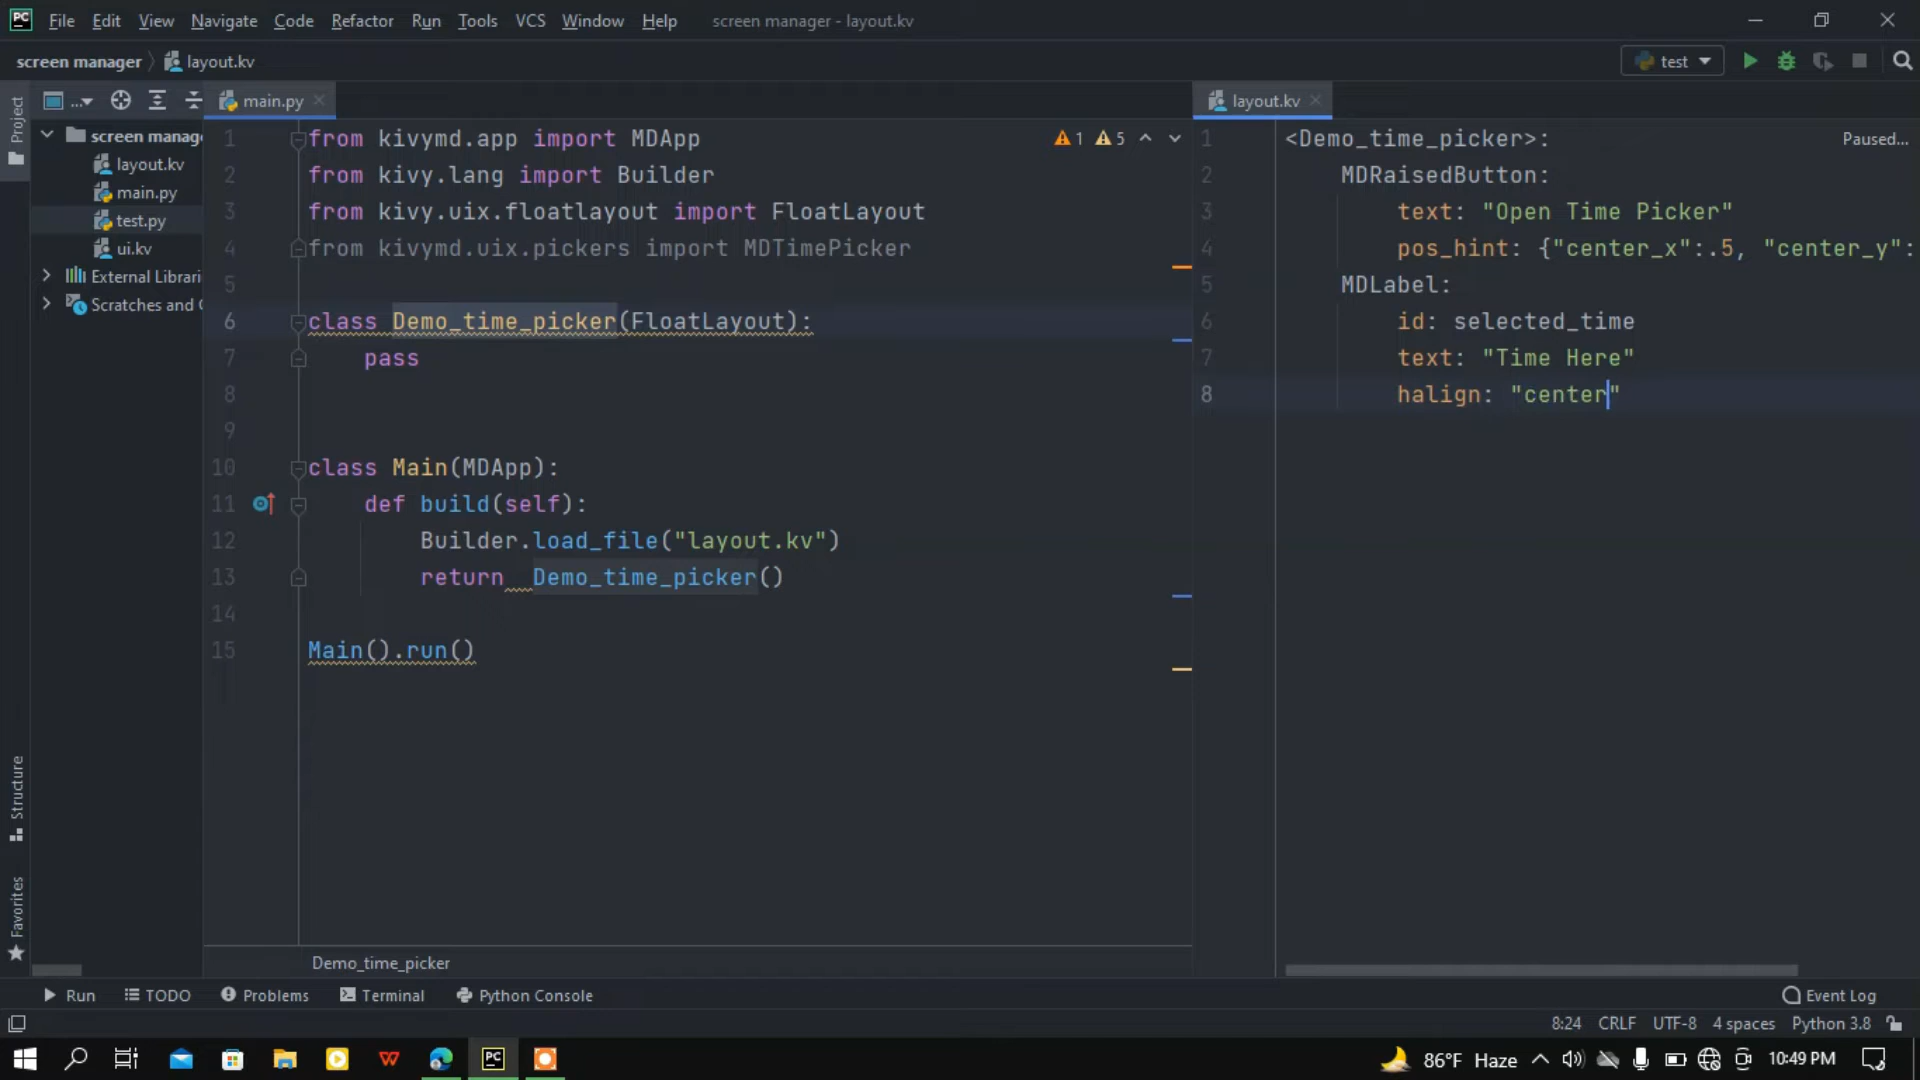 PC File Edit View Navigate Code Refactor Run Tools VCS Window Help screen manager - layout.kv
screen manager layout.kv test
Project ... main.py layout.kv
screen manag
layout.kv
main.py
test.py
ui.kv
External Librari
Scratches and C
1 from kivymd.app import MDApp 1 5
2 from kivy.lang import Builder
3 from kivy.uix.floatlayout import FloatLayout
4 from kivymd.uix.pickers import MDTimePicker
5
6 class Demo_time_picker(FloatLayout):
7 pass
8
9
10 class Main(MDApp):
11 def build(self):
12 Builder.load_file("layout.kv")
13 return  Demo_time_picker()
14
15 Main().run()
Demo_time_picker
1 <Demo_time_picker>: Paused...
2 MDRaisedButton:
3 text: "Open Time Picker"
4 pos_hint: {"center_x":.5, "center_y":
5 MDLabel:
6 id: selected_time
7 text: "Time Here"
8 halign: "center"
Structure
Favorites
Run TODO Problems Terminal Python Console Event Log
8:24 CRLF UTF-8 4 spaces Python 3.8
W PC 86°F Haze 10:49 PM